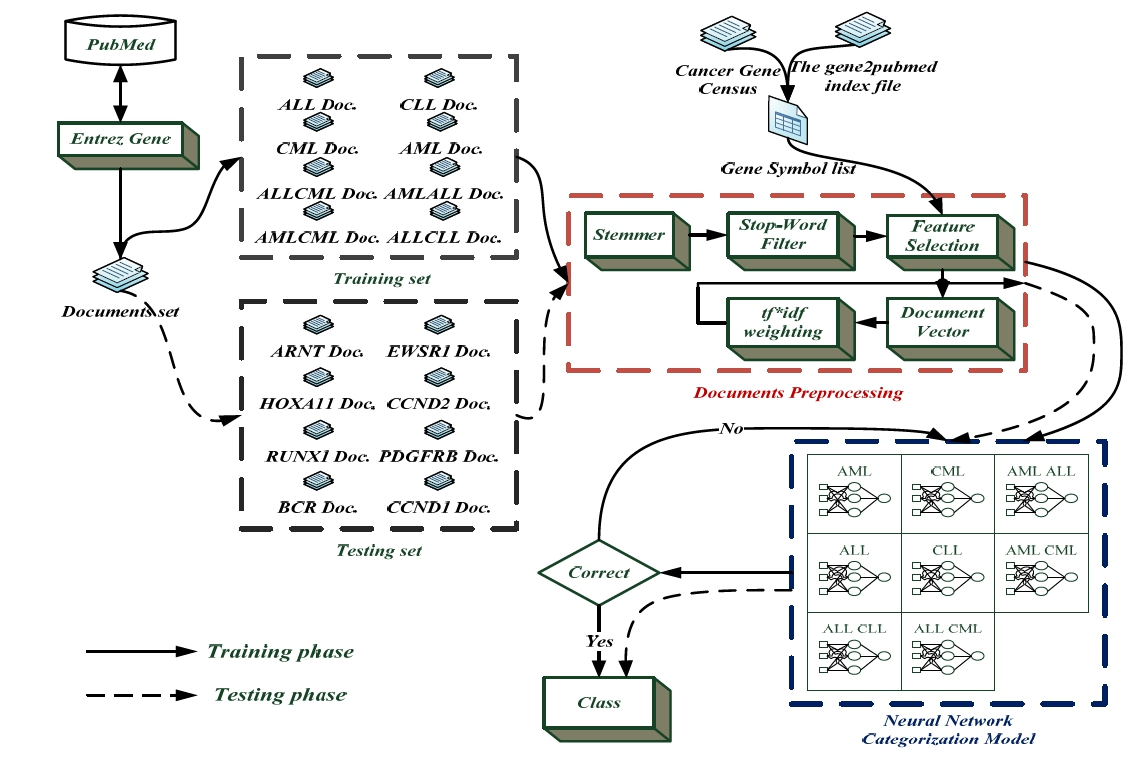 PubMed
Entrez Gene
Documents set
ALL Doc.
CLL Doc.
CML Doc.
AML Doc.
ALLCML Doc.
AMLALL Doc.
AMLCML Doc.
ALLCLL Doc.
Training set
ARNT Doc.
EWSR1 Doc.
HOXA11 Doc.
CCND2 Doc.
RUNX1 Doc.
PDGFRB Doc.
BCR Doc.
CCND1 Doc.
Testing set
Cancer Gene
Census
The gene2pubmed
index file
Gene Symbol list
Stemmer
Stop-Word
Filter
Feature
Selection
tf*idf
weighting
Document
Vector
Documents Preprocessing
No
Correct
Yes
Class
AML
CML
AML ALL
ALL
CLL
AML CML
ALL CLL
ALL CML
Neural Network
Categorization Model
Training phase
Testing phase